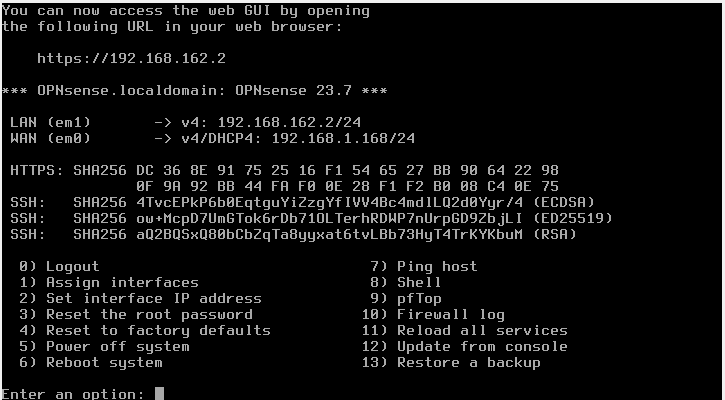 You can now access the web GUI by opening
the following URL in your web browser:
https://192.168.162.2
*** OPNsense.localdomain: OPNsense 23.7 ***
LAN (em1) -> v4: 192.168.162.2/24
WAN (em0) -> v4/DHCP4: 192.168.1.168/24
HTTPS: SHA256 DC 36 8E 91 75 25 16 F1 54 65 27 BB 90 64 22 98
0F 9A 92 BB 44 FA F0 0E 28 F1 F2 B0 08 C4 0E 75
SSH: SHA256 4TvcEPkP6b0EqtguYiZzgYfIVV4Bc4mdlLQ2d0Yyr/4 (ECDSA)
SSH: SHA256 ow+McpD7UmGTok6rDb71OLTerhRDWP7nUrpGD9ZbjLI (ED25519)
SSH: SHA256 aQ2BQSxQ80bCbZqTa8yyxat6tvLBb73HyT4TrKYKbuM (RSA)
0) Logout 7) Ping host
1) Assign interfaces 8) Shell
2) Set interface IP address 9) pfTop
3) Reset the root password 10) Firewall log
4) Reset to factory defaults 11) Reload all services
5) Power off system 12) Update from console
6) Reboot system 13) Restore a backup
Enter an option: